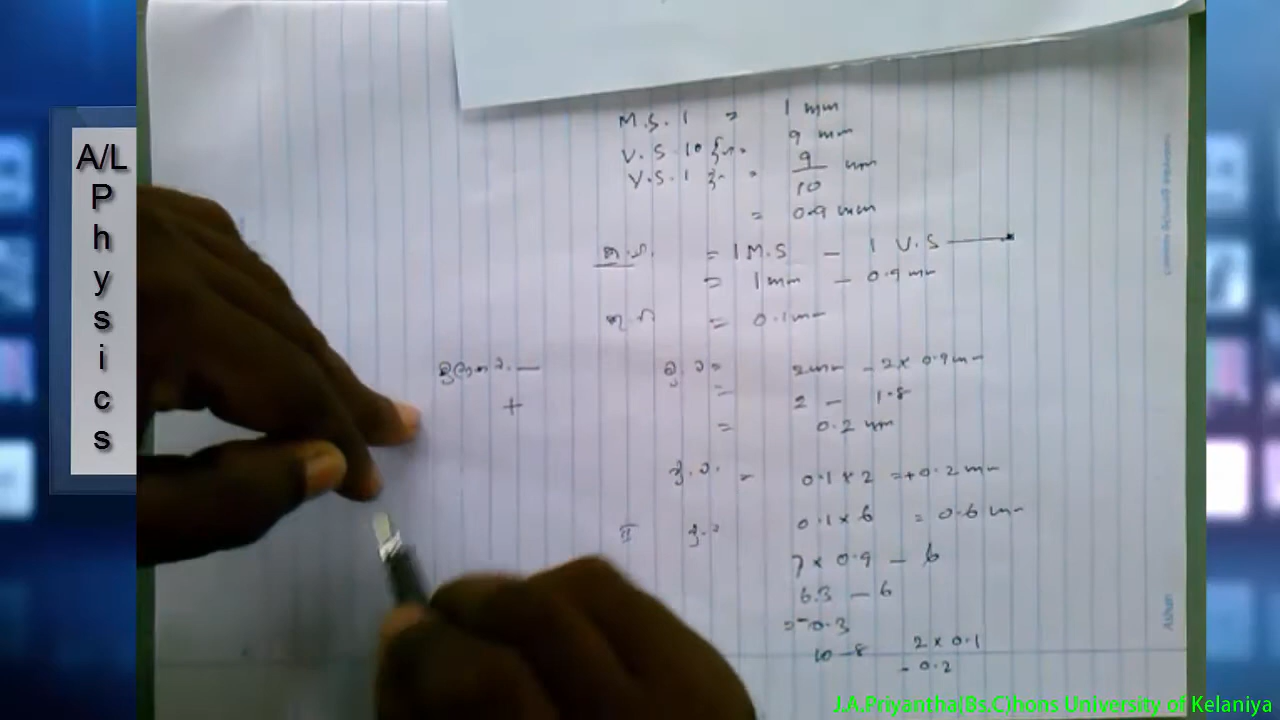 A/L
Physics
M.S. 1 = 1 mm
V.S. 10 = 9 mm
V.S. 1 = 9/10 mm
= 0.9 mm
= 1 M.S - 1 V.S
= 1 mm - 0.9 mm
= 0.1 mm
= 2mm - 2 x 0.9 mm
= 2 - 1.8
= 0.2 mm
= 0.1 x 2 = +0.2 mm
II 0.1 x 6 = 0.6 mm
7 x 0.9 - 6
6.3 - 6
= -0.3
10 - 8 2 x 0.1
- 0.2
J.A.Priyantha(Bs.C)hons University of Kelaniya